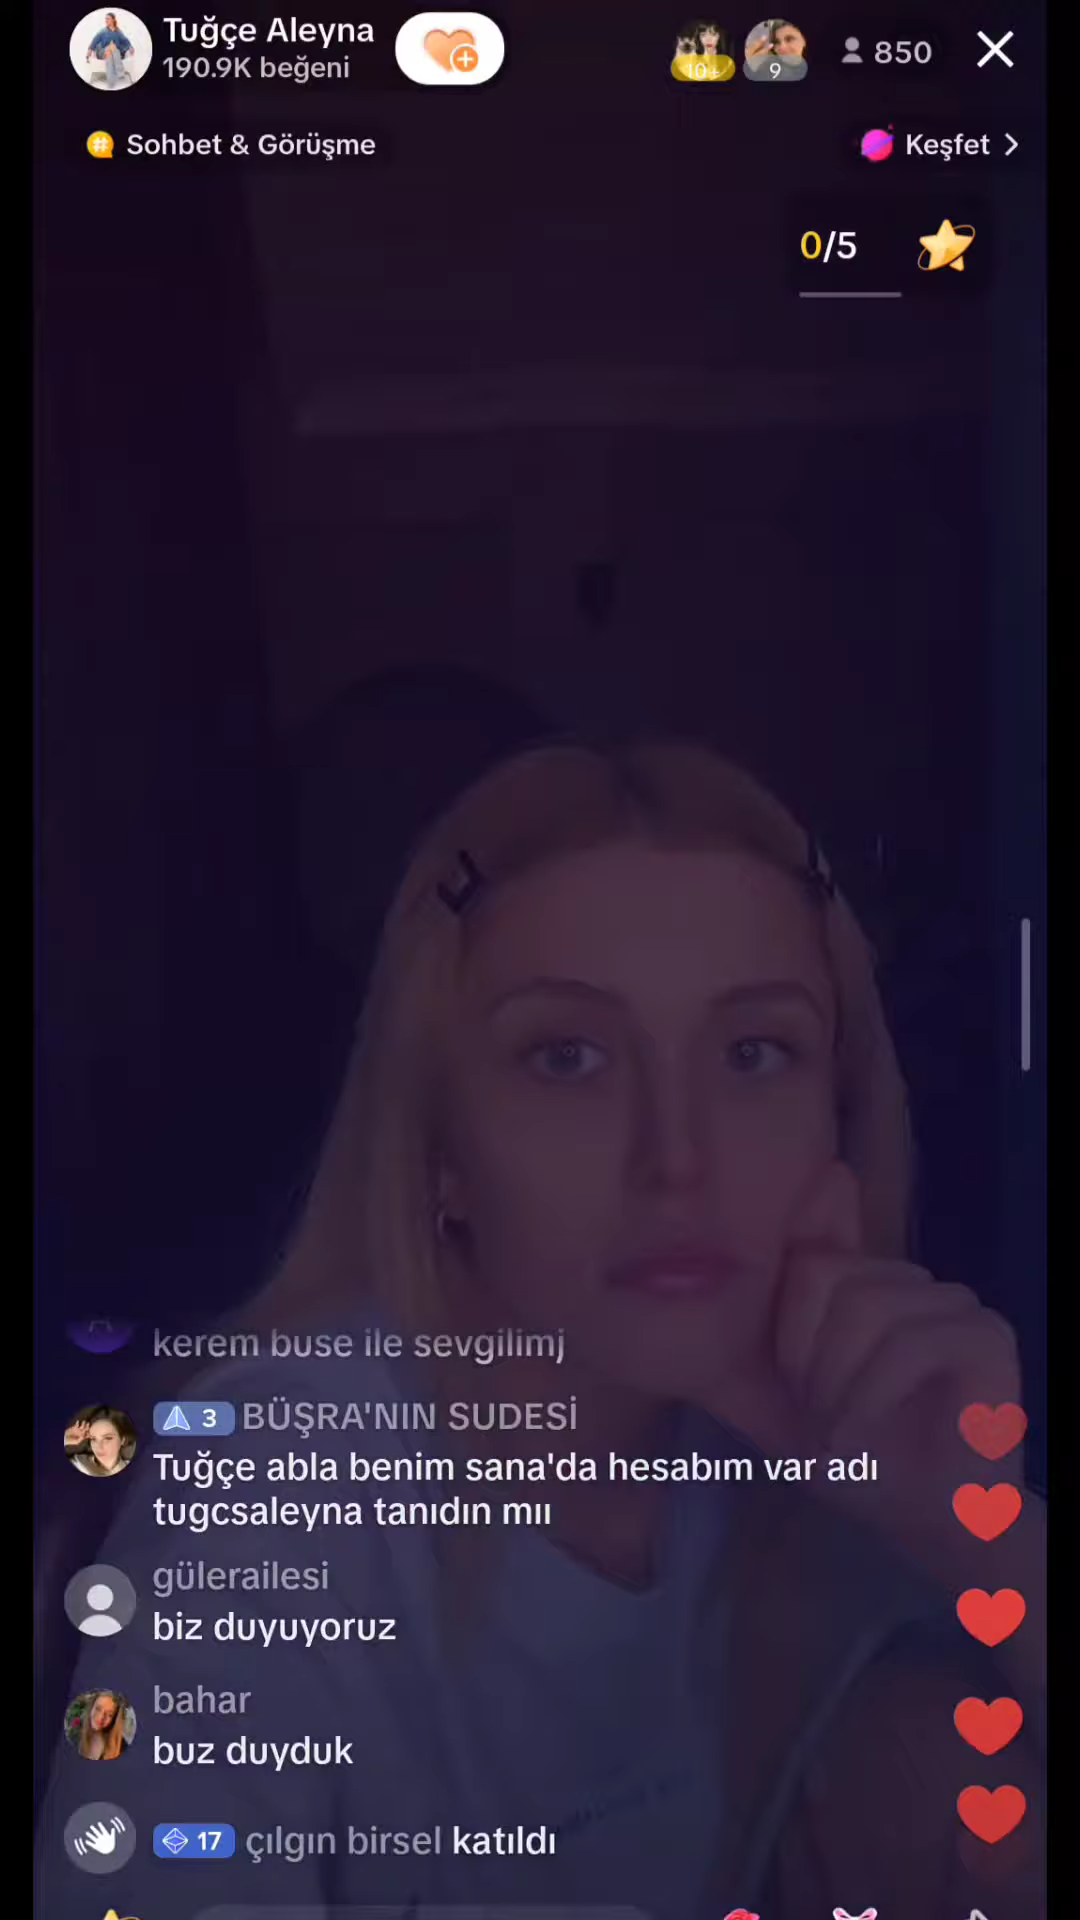 Tuğçe Aleyna
190.9K beğeni
10+
9
850
Sohbet & Görüşme
Keşfet
0/5
kerem buse ile sevgilimj
3 BÜŞRA'NIN SUDESİ
Tuğçe abla benim sana'da hesabım var adı
tugcsaleyna tanıdın mıı
gülerailesi
biz duyuyoruz
bahar
buz duyduk
17 çılgın birsel katıldı